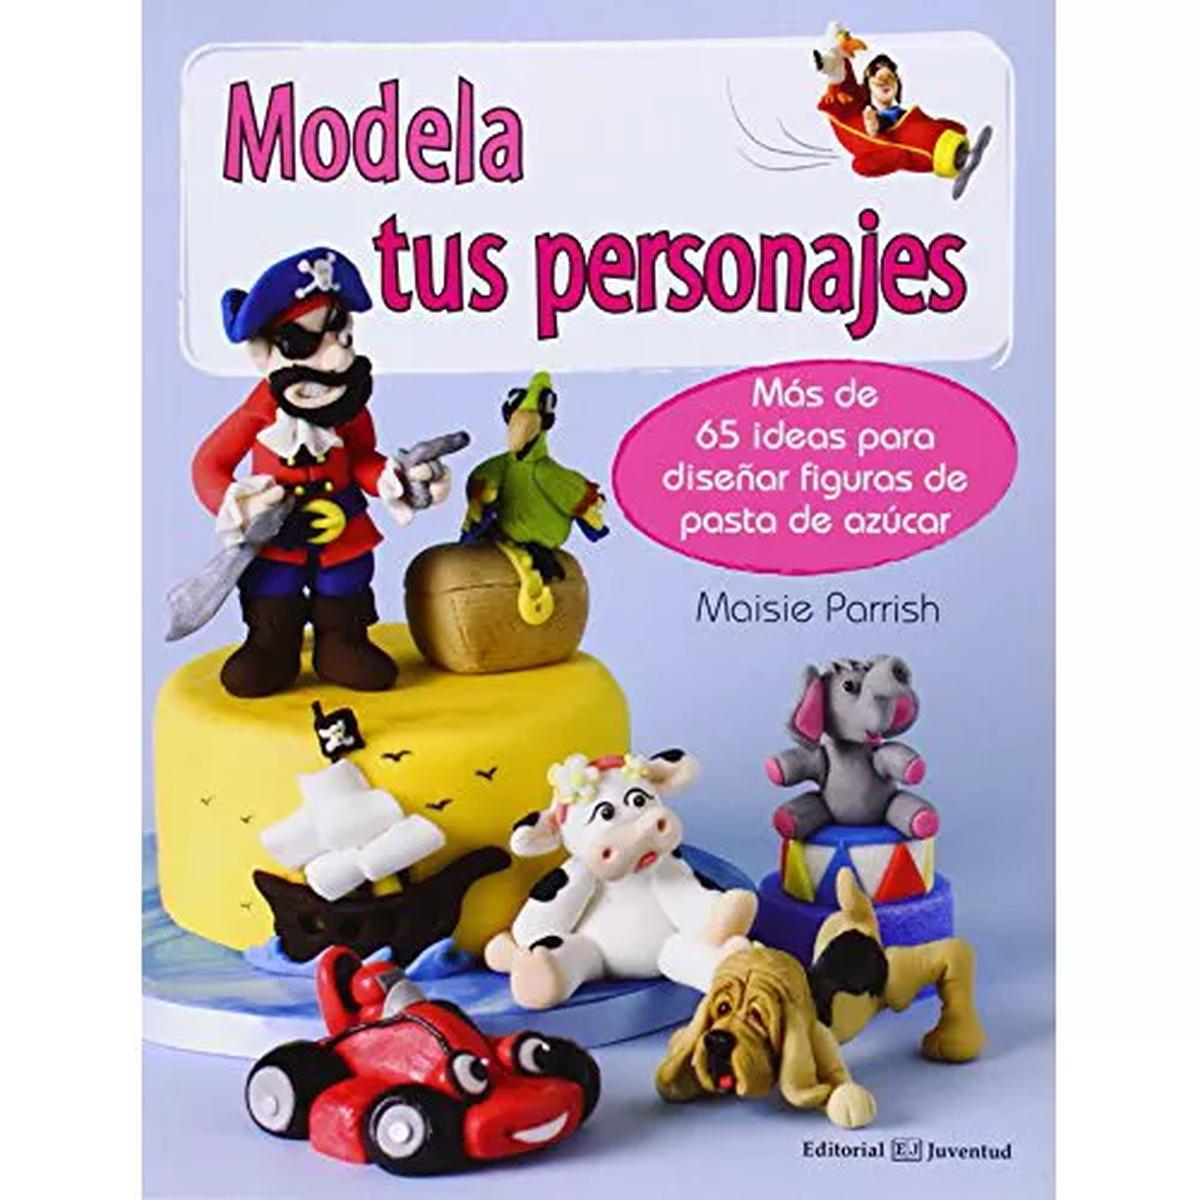 Modela
tus personajes
Más de
65 ideas para
diseñar figuras de
pasta de azúcar
Maisie Parrish
Editorial EJ Juventud